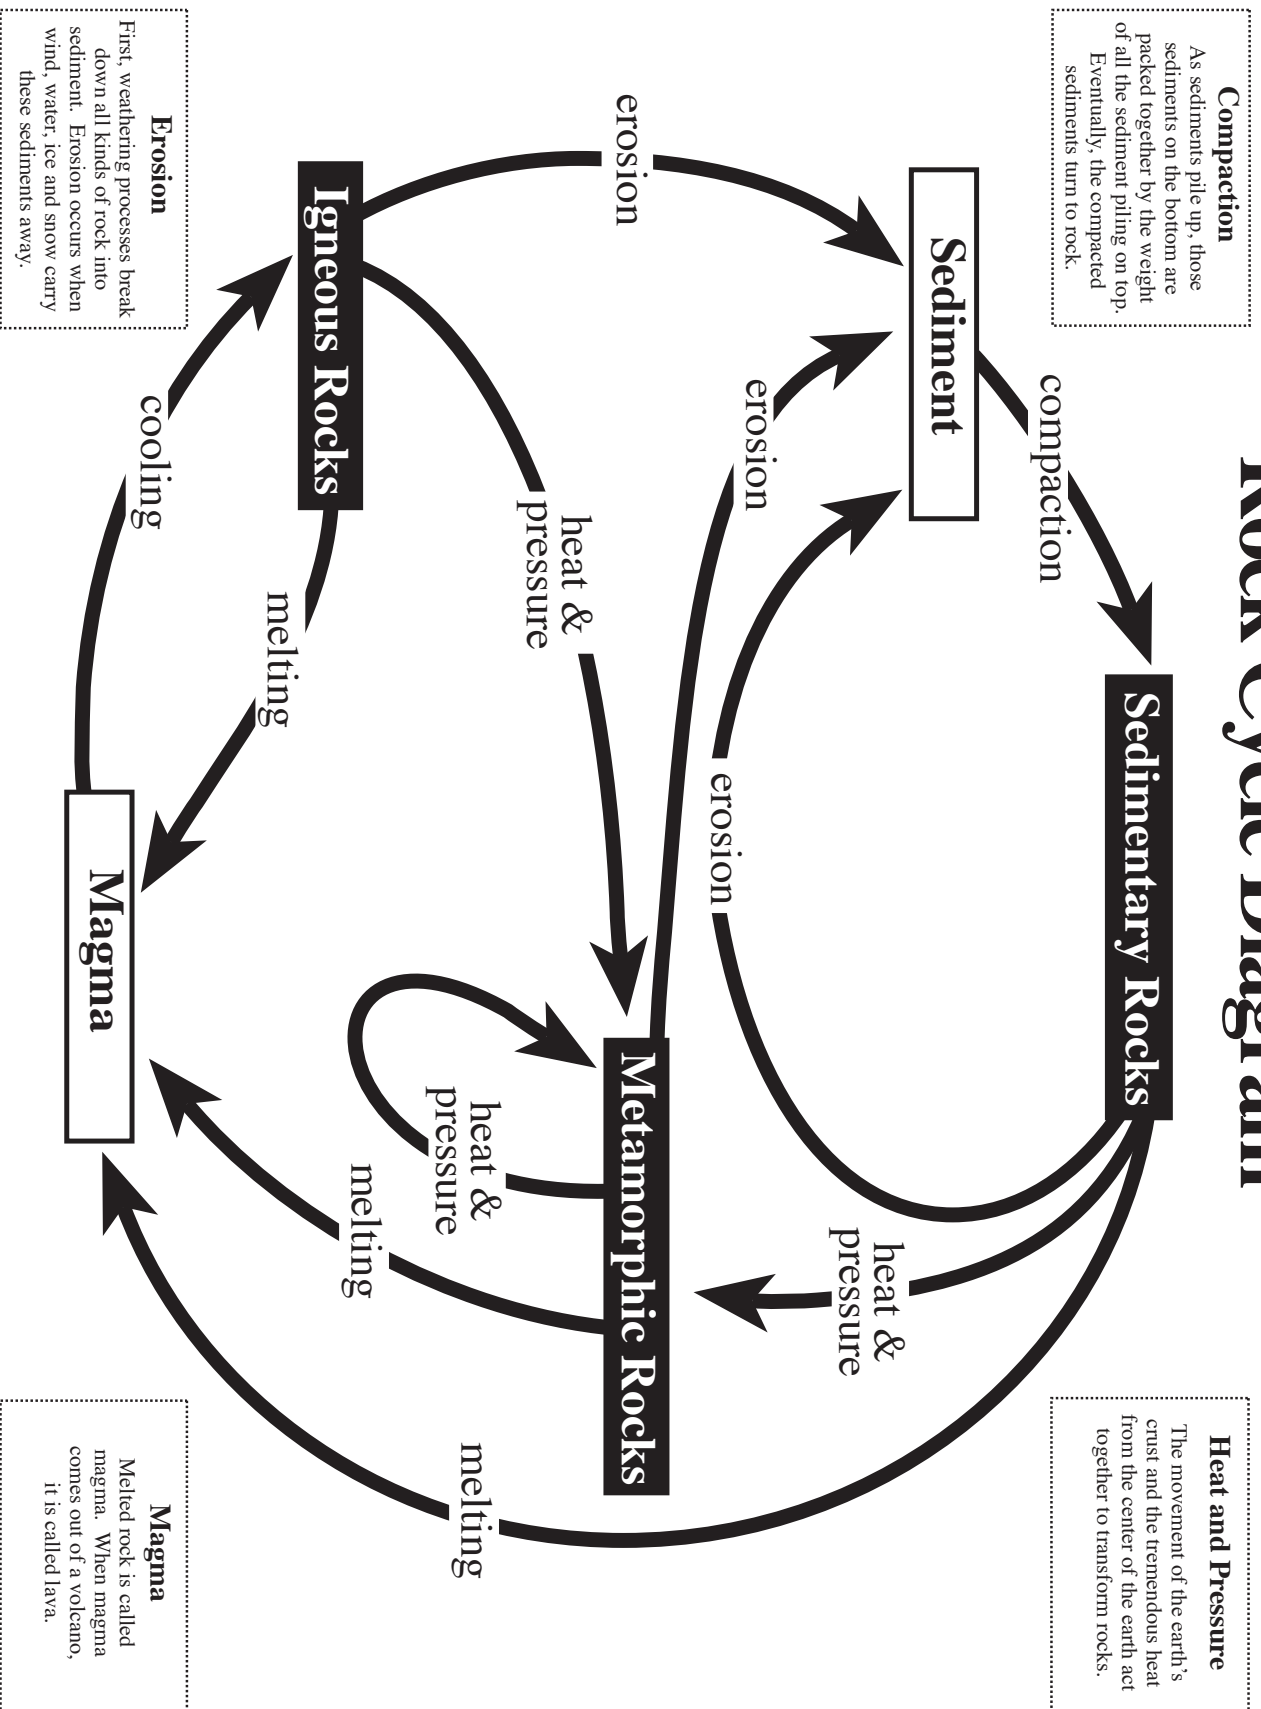 Rock Cycle Diagram
Compaction
As sediments pile up, those
sediments on the bottom are
packed together by the weight
of all the sediment piling on top.
Eventually, the compacted
sediments turn to rock.
Heat and Pressure
The movement of the earth's
crust and the tremendous heat
from the center of the earth act
together to transform rocks.
compaction
Sedimentary Rocks
Sediment
erosion
erosion
erosion
heat &
pressure
Metamorphic Rocks
heat &
pressure
heat &
pressure
Igneous Rocks
melting
melting
melting
cooling
Magma
Erosion
First, weathering processes break
down all kinds of rock into
sediment. Erosion occurs when
wind, water, ice and snow carry
these sediments away.
Magma
Melted rock is called
magma. When magma
comes out of a volcano,
it is called lava.